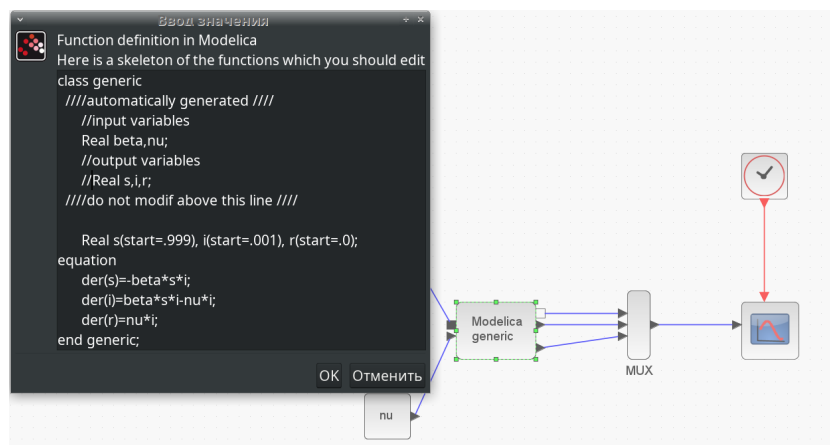 Ввод значения
Function definition in Modelica
Here is a skeleton of the functions which you should edit
class generic
////automatically generated ////
//input variables
Real beta,nu;
//output variables
//Real s,i,r;
////do not modif above this line ////
Real s(start=.999), i(start=.001), r(start=.0);
equation
der(s)=-beta*s*i;
der(i)=beta*s*i-nu*i;
der(r)=nu*i;
end generic;
OK Отменить
Modelica
generic
MUX
nu